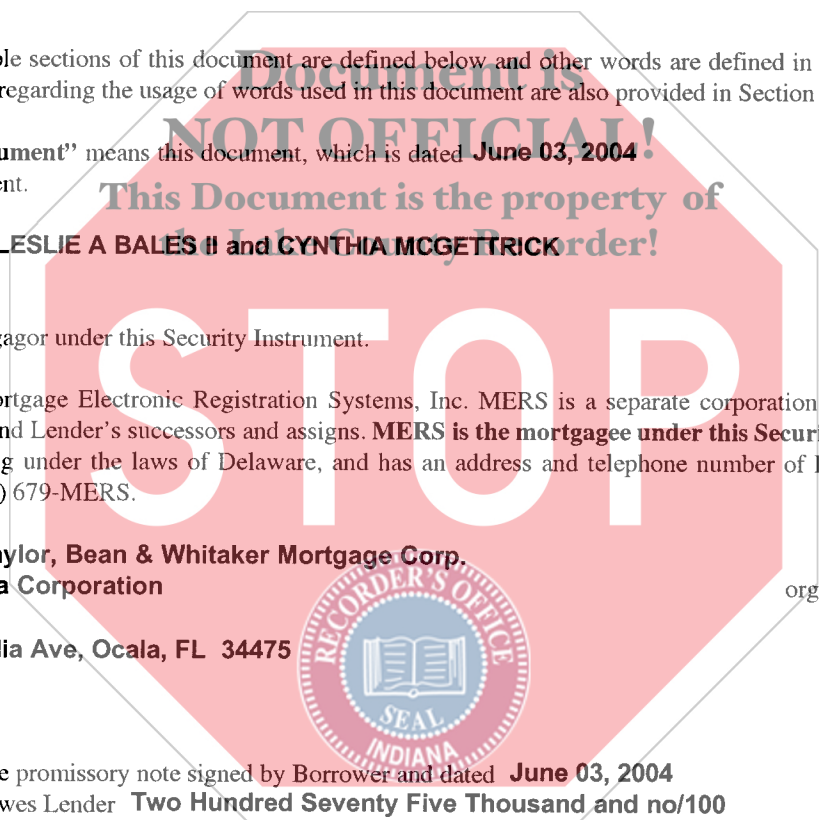 ole sections of this document are defined below and other words are defined in
regarding the usage of words used in this document are also provided in Section
Document is
NOT OFFICIAL!
ument” means this document, which is dated June 03, 2004
ent.
This Document is the property of
the Lake County Recorder!
LESLIE A BALES II and CYNTHIA MCGETTRICK
gagor under this Security Instrument.
STOP
ortgage Electronic Registration Systems, Inc. MERS is a separate corporation
nd Lender's successors and assigns. MERS is the mortgagee under this Securi
g under the laws of Delaware, and has an address and telephone number of
) 679-MERS.
aylor, Bean & Whitaker Mortgage Corp.
a Corporation
org
lia Ave, Ocala, FL 34475
RECORDER'S OFFICE
SEAL
INDIANA
e promissory note signed by Borrower and dated June 03, 2004
wes Lender Two Hundred Seventy Five Thousand and no/100